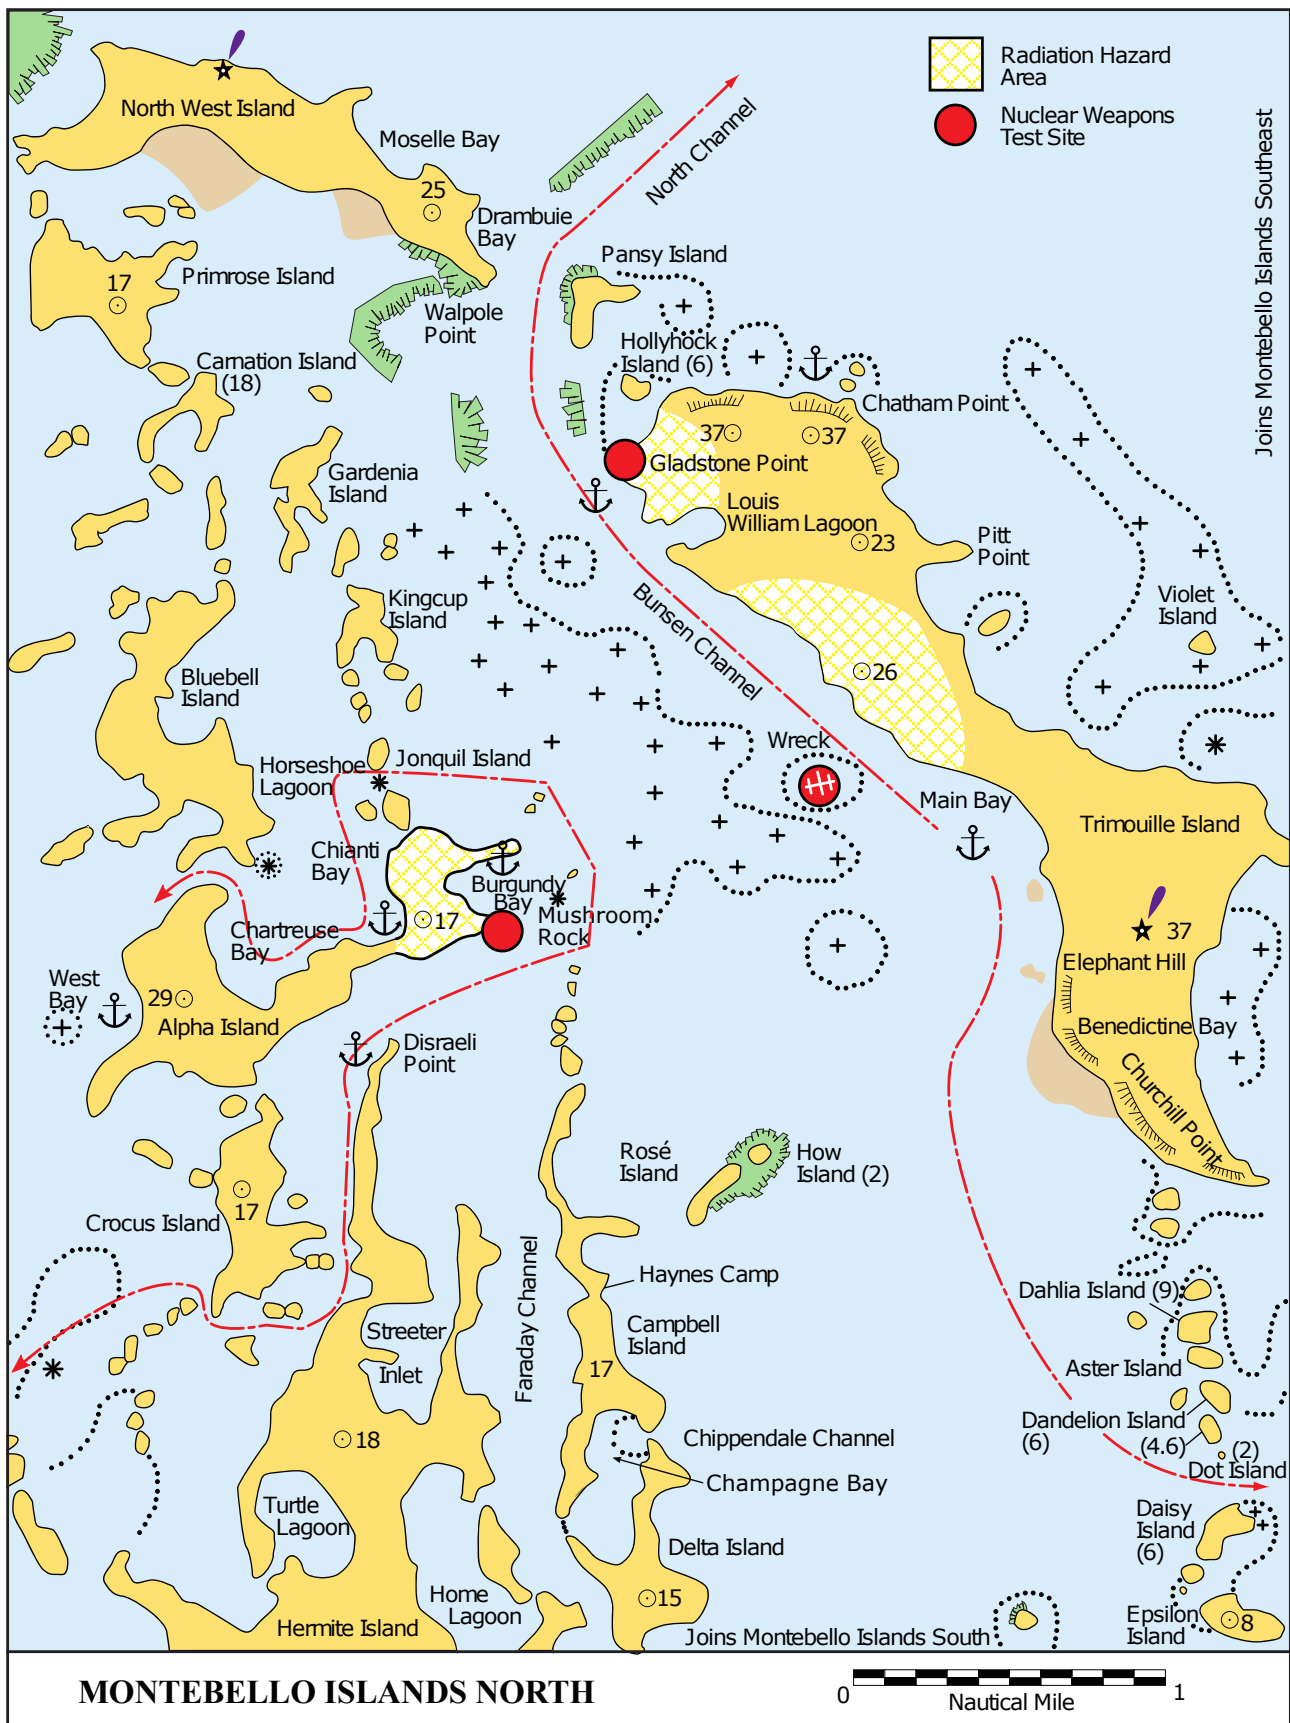 Radiation Hazard
Area
Nuclear Weapons
Test Site
Joins Montebello Islands Southeast
North West Island
Moselle Bay
25
Drambuie
Bay
North Channel
Primrose Island
17
Walpole
Point
Pansy Island
Hollyhock
Island (6)
Carnation Island
(18)
Chatham Point
37
37
Gladstone Point
Gardenia
Island
Louis
William Lagoon
23
Pitt
Point
Kingcup
Island
Bunsen Channel
Violet
Island
Bluebell
Island
26
Horseshoe
Lagoon
Jonquil Island
Wreck
Main Bay
Trimouille Island
Chianti
Bay
Burgundy
Bay
17
Mushroom
Rock
Chartreuse
Bay
37
Elephant Hill
West
Bay
29
Alpha Island
Disraeli
Point
Benedictine Bay
Churchill Point
Rosé
Island
How
Island (2)
17
Crocus Island
Faraday Channel
Haynes Camp
Dahlia Island (9)
Streeter
Inlet
Campbell
Island
17
Aster Island
Dandelion Island
(6)
(4.6)
(2)
Dot Island
18
Chippendale Channel
Champagne Bay
Turtle
Lagoon
Daisy
Island
(6)
Delta Island
Home
Lagoon
15
Hermite Island
Joins Montebello Islands South
Epsilon
Island
8
MONTEBELLO ISLANDS NORTH
0
Nautical Mile
1